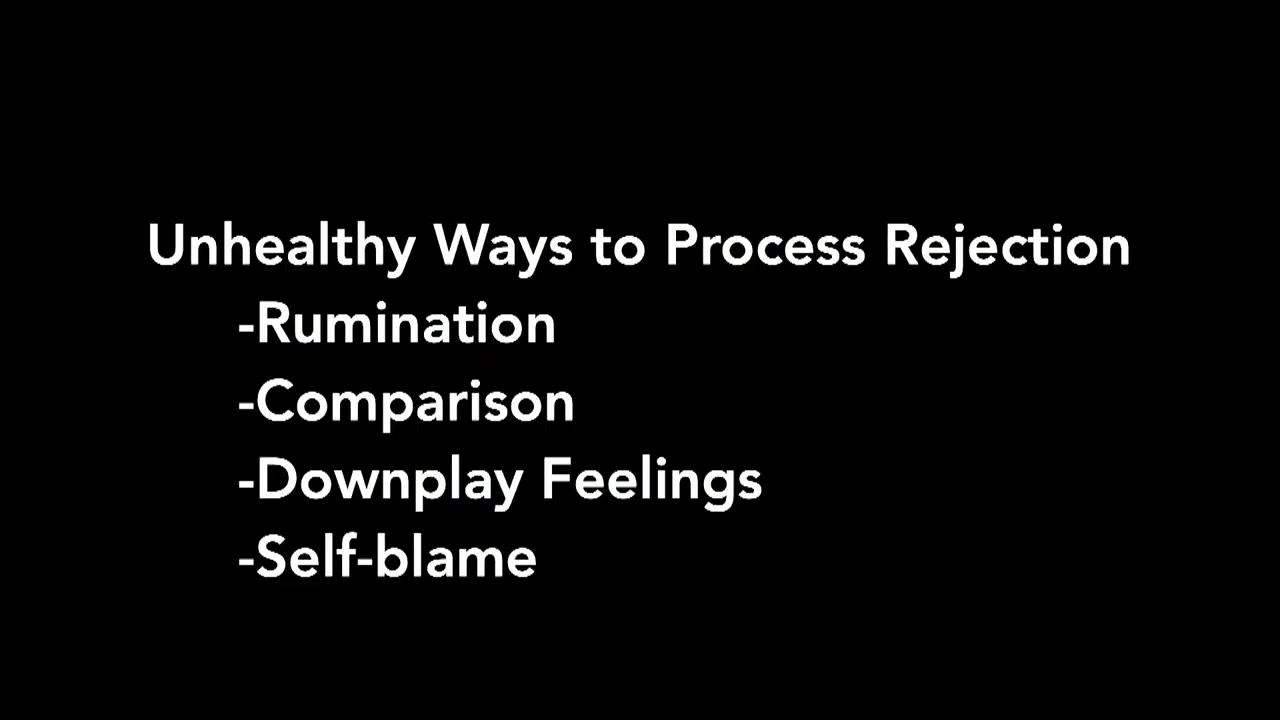 Unhealthy Ways to Process Rejection
-Rumination
-Comparison
-Downplay Feelings
-Self-blame